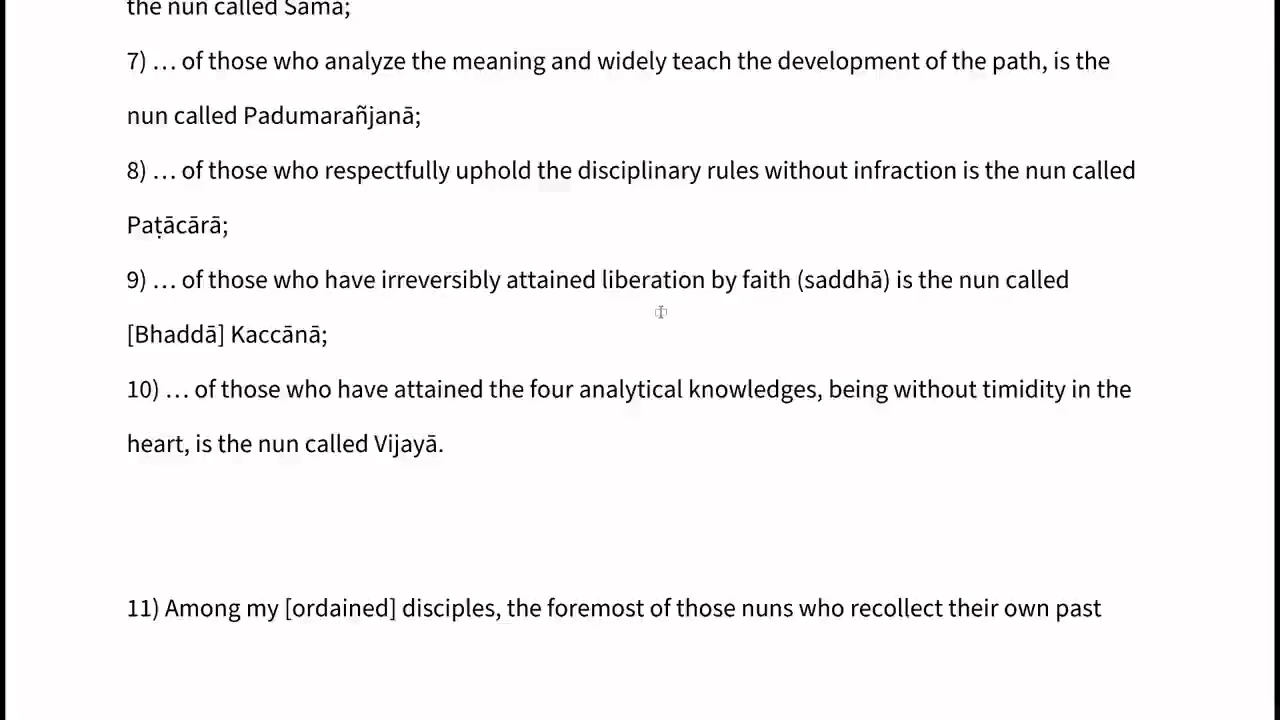 the nun called Sāmā;
7) … of those who analyze the meaning and widely teach the development of the path, is the
nun called Padumarañjanā;
8) … of those who respectfully uphold the disciplinary rules without infraction is the nun called
Paṭācārā;
9) … of those who have irreversibly attained liberation by faith (saddhā) is the nun called
[Bhaddā] Kaccānā;
10) … of those who have attained the four analytical knowledges, being without timidity in the
heart, is the nun called Vijayā.
11) Among my [ordained] disciples, the foremost of those nuns who recollect their own past